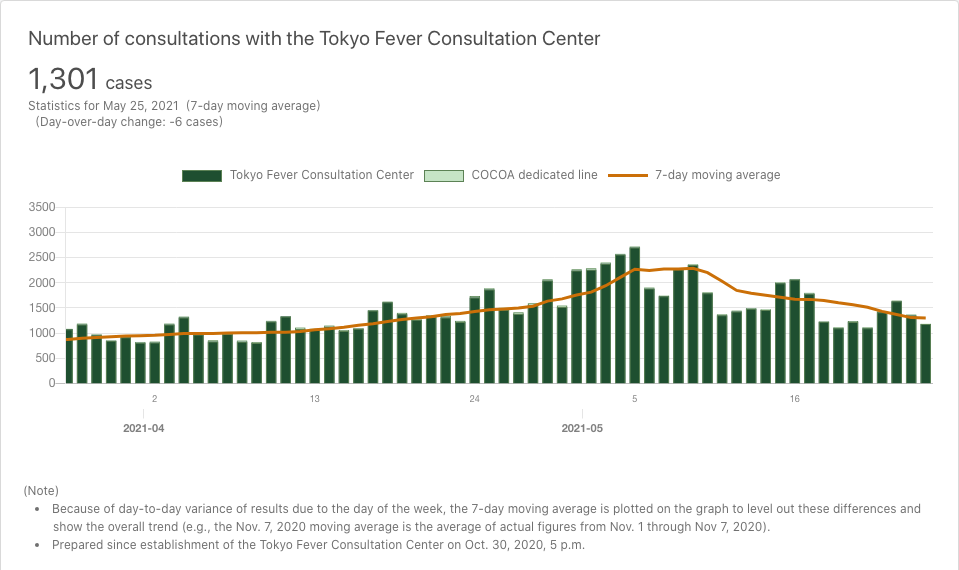 Number of consultations with the Tokyo Fever Consultation Center
1,301 cases
Statistics for May 25, 2021 (7-day moving average)
(Day-over-day change: -6 cases)
Tokyo Fever Consultation Center
COCOA dedicated line
7-day moving average
3500
3000
2500
2000
1500
1000
500
0
2 13 24 5 16
2021-04 2021-05
(Note)
• Because of day-to-day variance of results due to the day of the week, the 7-day moving average is plotted on the graph to level out these differences and
show the overall trend (e.g., the Nov. 7, 2020 moving average is the average of actual figures from Nov. 1 through Nov 7, 2020).
• Prepared since establishment of the Tokyo Fever Consultation Center on Oct. 30, 2020, 5 p.m.